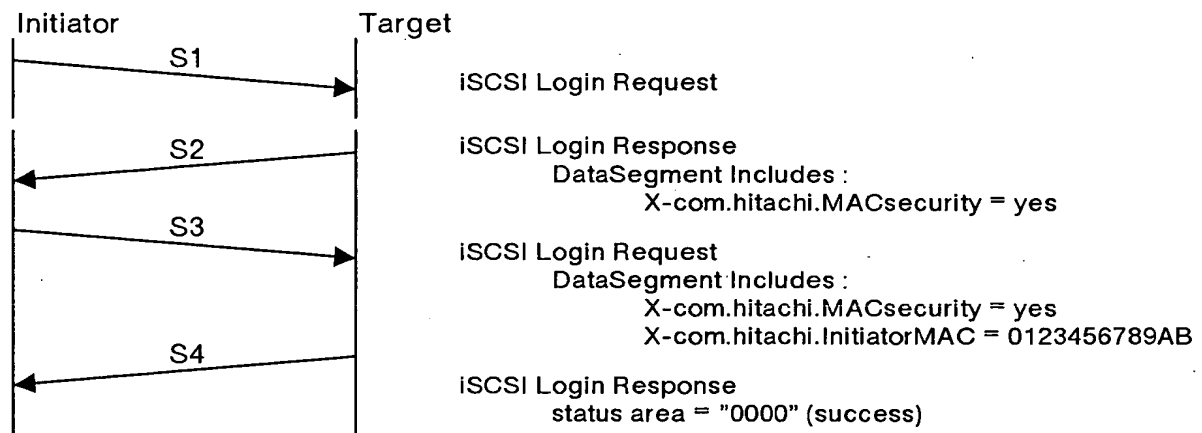 Initiator
Target
S1
iSCSI Login Request
S2
iSCSI Login Response
DataSegment Includes :
X-com.hitachi.MACsecurity = yes
S3
iSCSI Login Request
DataSegment Includes :
X-com.hitachi.MACsecurity = yes
X-com.hitachi.InitiatorMAC = 0123456789AB
S4
iSCSI Login Response
status area = "0000" (success)